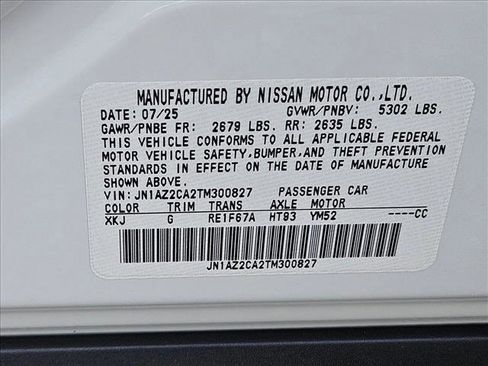 MANUFACTURED BY NISSAN MOTOR CO.,LTD.
DATE: 07/25 GVWR/PNBV: 5302 LBS.
GAWR/PNBE FR: 2679 LBS. RR: 2635 LBS.
THIS VEHICLE CONFORMS TO ALL APPLICABLE FEDERAL
MOTOR VEHICLE SAFETY, BUMPER, AND THEFT PREVENTION
STANDARDS IN EFFECT ON THE DATE OF MANUFACTURE
SHOWN ABOVE.
VIN: JN1AZ2CA2TM300827 PASSENGER CAR
COLOR TRIM TRANS AXLE MOTOR
XKJ G RE1F67A HT93 YM52 ----CC
JN1AZ2CA2TM300827